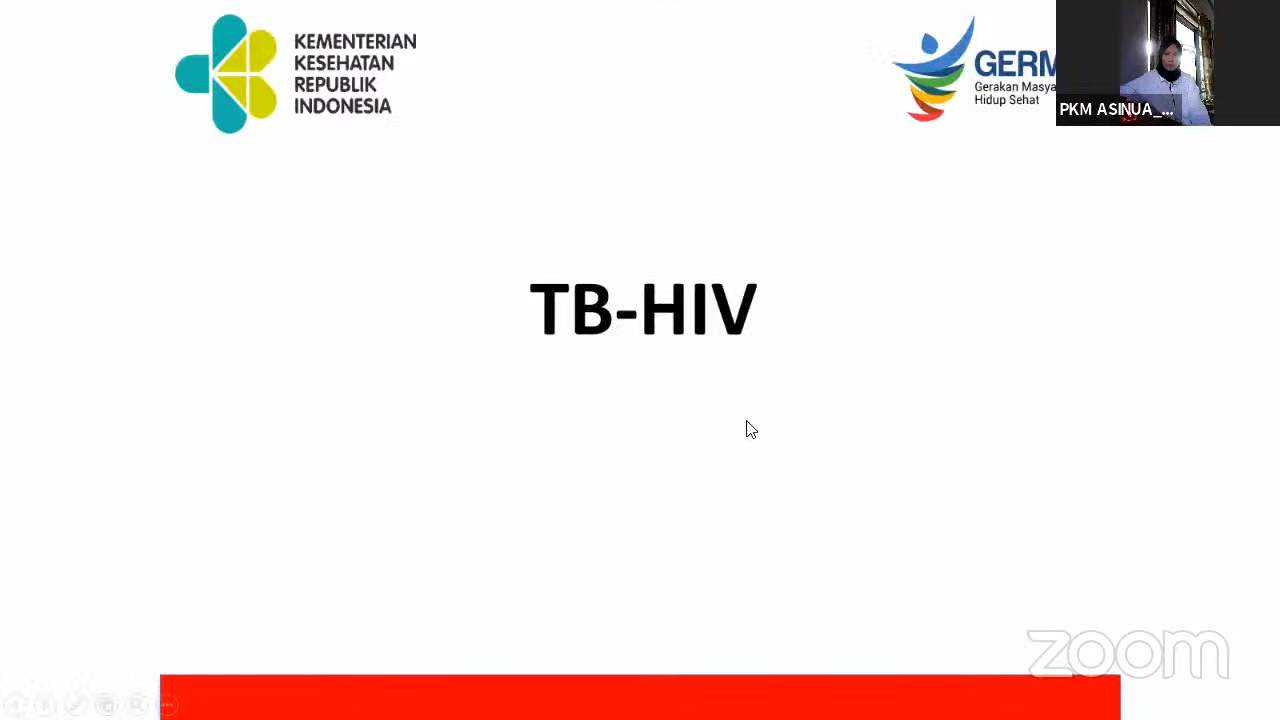 KEMENTERIAN
KESEHATAN
REPUBLIK
INDONESIA
GERM
Gerakan Masya
Hidup Sehat
PKM ASINUA_...
TB-HIV
zoom